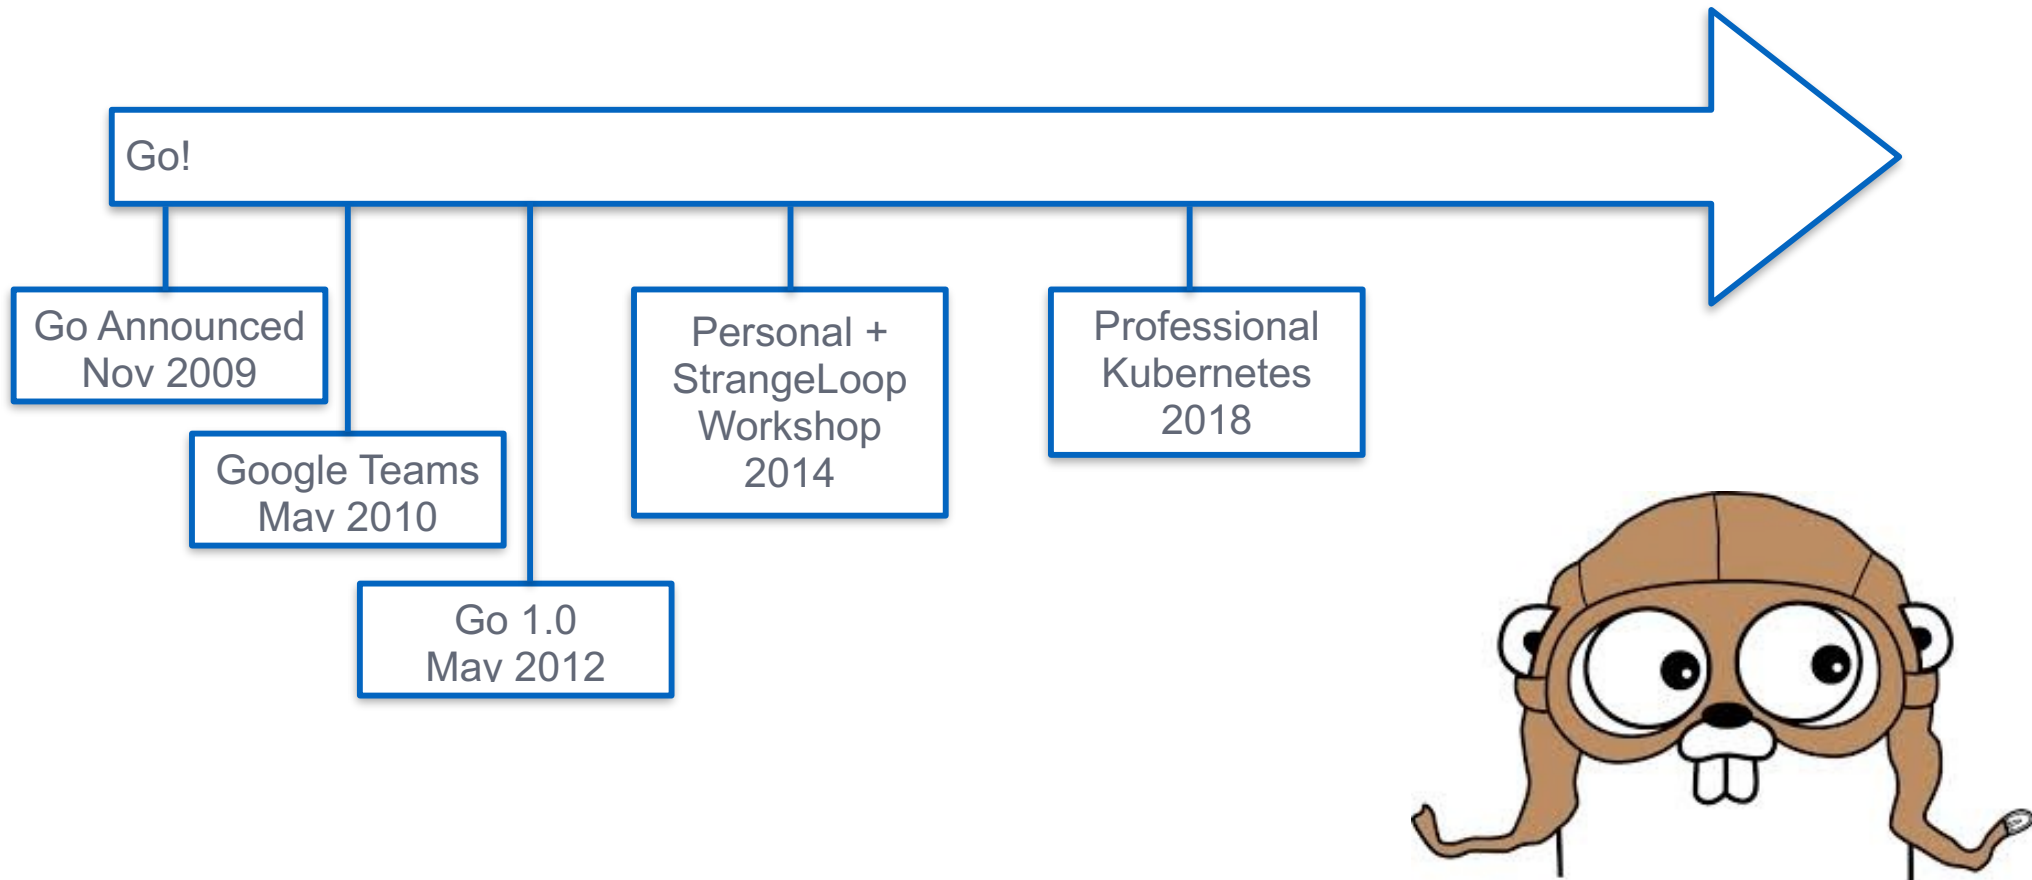 Go!
Go Announced
Nov 2009
Google Teams
May 2010
Go 1.0
May 2012
Personal +
StrangeLoop
Workshop
2014
Professional
Kubernetes
2018